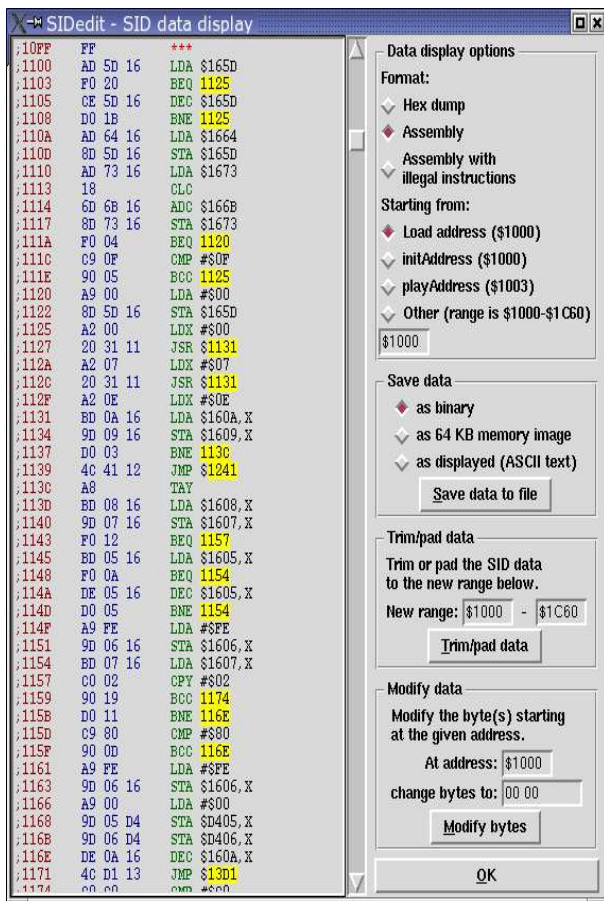 SIDedit - SID data display
;10FF FF ***
;1100 AD 5D 16 LDA $165D
;1103 F0 20 BEQ 1125
;1105 CE 5D 16 DEC $165D
;1108 D0 1B BNE 1125
;110A AD 64 16 LDA $1664
;110D 8D 5D 16 STA $165D
;1110 AD 73 16 LDA $1673
;1113 18 CLC
;1114 6D 6B 16 ADC $166B
;1117 8D 73 16 STA $1673
;111A F0 04 BEQ 1120
;111C C9 0F CMP #$0F
;111E 90 05 BCC 1125
;1120 A9 00 LDA #$00
;1122 8D 5D 16 STA $165D
;1125 A2 00 LDX #$00
;1127 20 31 11 JSR $1131
;112A A2 07 LDX #$07
;112C 20 31 11 JSR $1131
;112F A2 0E LDX #$0E
;1131 BD 0A 16 LDA $160A,X
;1134 9D 09 16 STA $1609,X
;1137 D0 03 BNE 113C
;1139 4C 41 12 JMP $1241
;113C A8 TAY
;113D BD 08 16 LDA $1608,X
;1140 9D 07 16 STA $1607,X
;1143 F0 12 BEQ 1157
;1145 BD 05 16 LDA $1605,X
;1148 F0 0A BEQ 1154
;114A DE 05 16 DEC $1605,X
;114D D0 05 BNE 1154
;114F A9 FE LDA #$FE
;1151 9D 06 16 STA $1606,X
;1154 BD 07 16 LDA $1607,X
;1157 C0 02 CPY #$02
;1159 90 19 BCC 1174
;115B D0 11 BNE 116E
;115D C9 80 CMP #$80
;115F 90 0D BCC 116E
;1161 A9 FE LDA #$FE
;1163 9D 06 16 STA $1606,X
;1166 A9 00 LDA #$00
;1168 9D 05 D4 STA $D405,X
;116B 9D 06 D4 STA $D406,X
;116E DE 0A 16 DEC $160A,X
;1171 4C D1 13 JMP $13D1
;1174 C9 C0 CMP #$C0
Data display options
Format:
Hex dump
Assembly
Assembly with
illegal instructions
Starting from:
Load address ($1000)
initAddress ($1000)
playAddress ($1003)
Other (range is $1000-$1C60)
$1000
Save data
as binary
as 64 KB memory image
as displayed (ASCII text)
Save data to file
Trim/pad data
Trim or pad the SID data
to the new range below.
New range: $1000 - $1C60
Trim/pad data
Modify data
Modify the byte(s) starting
at the given address.
At address: $1000
change bytes to: 00 00
Modify bytes
OK